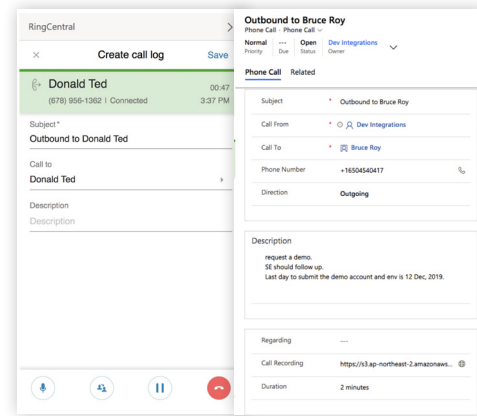 RingCentral
Create call log
Save
Donald Ted
00:47
(678) 956-1362 | Connected
3:37 PM
Subject*
Outbound to Donald Ted
Call to
Donald Ted
Description
Description
Outbound to Bruce Roy
Phone Call · Phone Call
Normal
Priority
---
Due
Open
Status
Dev Integrations
Owner
Phone Call Related
Subject * Outbound to Bruce Roy
Call From * Dev Integrations
Call To * Bruce Roy
Phone Number +16504540417
Direction Outgoing
Description
request a demo.
SE should follow up.
Last day to submit the demo account and env is 12 Dec, 2019.
Regarding ---
Call Recording https://s3.ap-northeast-2.amazonaws...
Duration 2 minutes